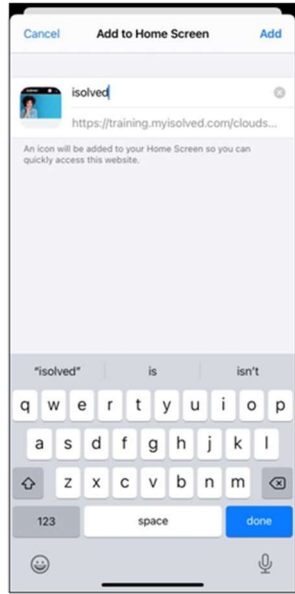 Cancel Add to Home Screen Add
isolved
https://training.myisolved.com/clouds...
An icon will be added to your Home Screen so you can
quickly access this website.
"isolved" is isn't
q w e r t y u i o p
a s d f g h j k l
z x c v b n m
123 space done